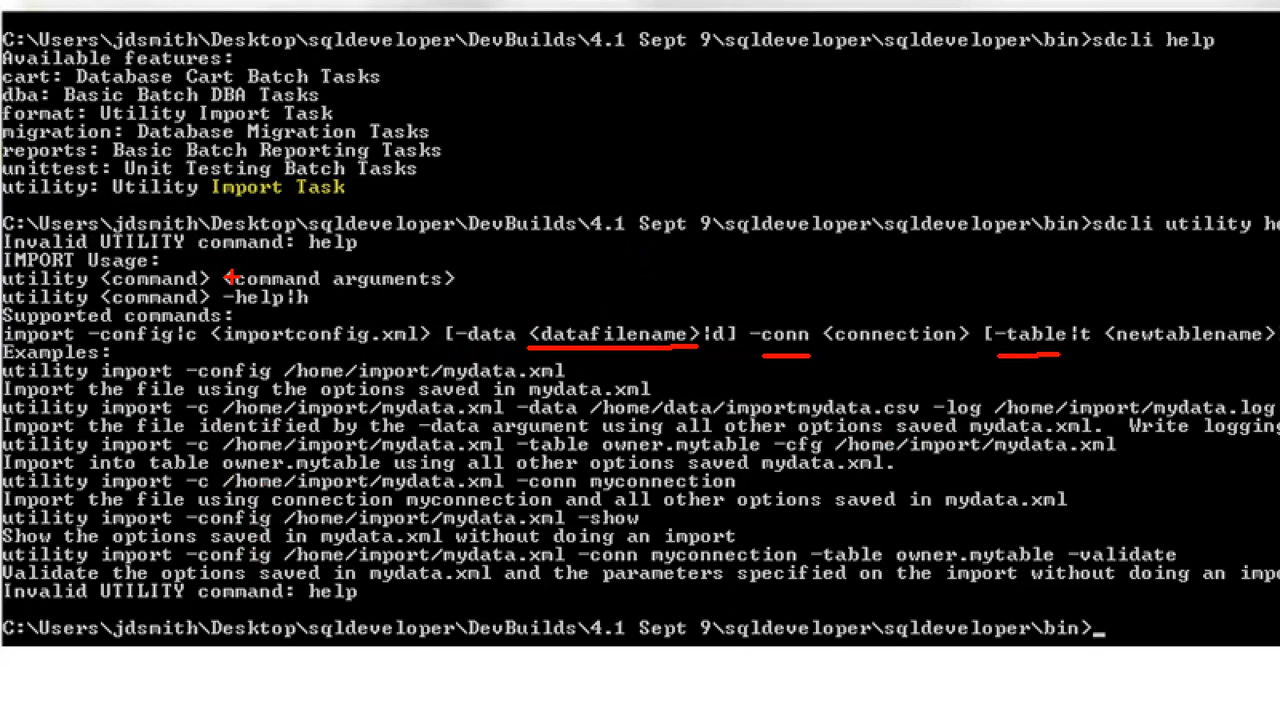 C:\Users\jdsmith\Desktop\sqldeveloper\DevBuilds\4.1 Sept 9\sqldeveloper\sqldeveloper\bin>sdcli help
Available features:
cart: Database Cart Batch Tasks
dba: Basic Batch DBA Tasks
format: Utility Import Task
migration: Database Migration Tasks
reports: Basic Batch Reporting Tasks
unittest: Unit Testing Batch Tasks
utility: Utility Import Task
C:\Users\jdsmith\Desktop\sqldeveloper\DevBuilds\4.1 Sept 9\sqldeveloper\sqldeveloper\bin>sdcli utility he
Invalid UTILITY command: help
IMPORT Usage:
utility <command> <command arguments>
utility <command> -help|h
Supported commands:
import -config|c <importconfig.xml> [-data <datafilename>|d] -conn <connection> [-table|t <newtablename>
Examples:
utility import -config /home/import/mydata.xml
Import the file using the options saved in mydata.xml
utility import -c /home/import/mydata.xml -data /home/data/importmydata.csv -log /home/import/mydata.log
Import the file identified by the -data argument using all other options saved mydata.xml.  Write logging
utility import -c /home/import/mydata.xml -table owner.mytable -cfg /home/import/mydata.xml
Import into table owner.mytable using all other options saved mydata.xml.
utility import -c /home/import/mydata.xml -conn myconnection
Import the file using connection myconnection and all other options saved in mydata.xml
utility import -config /home/import/mydata.xml -show
Show the options saved in mydata.xml without doing an import
utility import -config /home/import/mydata.xml -conn myconnection -table owner.mytable -validate
Validate the options saved in mydata.xml and the parameters specified on the import without doing an impo
Invalid UTILITY command: help
C:\Users\jdsmith\Desktop\sqldeveloper\DevBuilds\4.1 Sept 9\sqldeveloper\sqldeveloper\bin>_